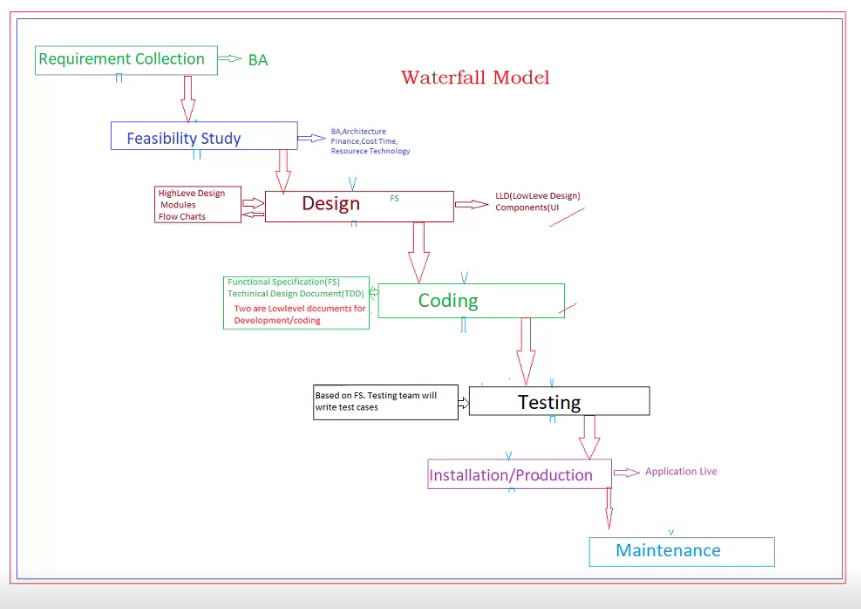 Requirement Collection
BA
Waterfall Model
Feasibility Study
BA,Architecture
Finance,Cost Time,
Resourece Technology
HighLeve Design
Modules
Flow Charts
Design
FS
LLD(LowLeve Design)
Components(UI
Functional Specification(FS)
Techinical Design Document(TDD)
Two are Lowlevel documents for
Development/coding
Coding
Based on FS. Testing team will
write test cases
Testing
Installation/Production
Application Live
Maintenance